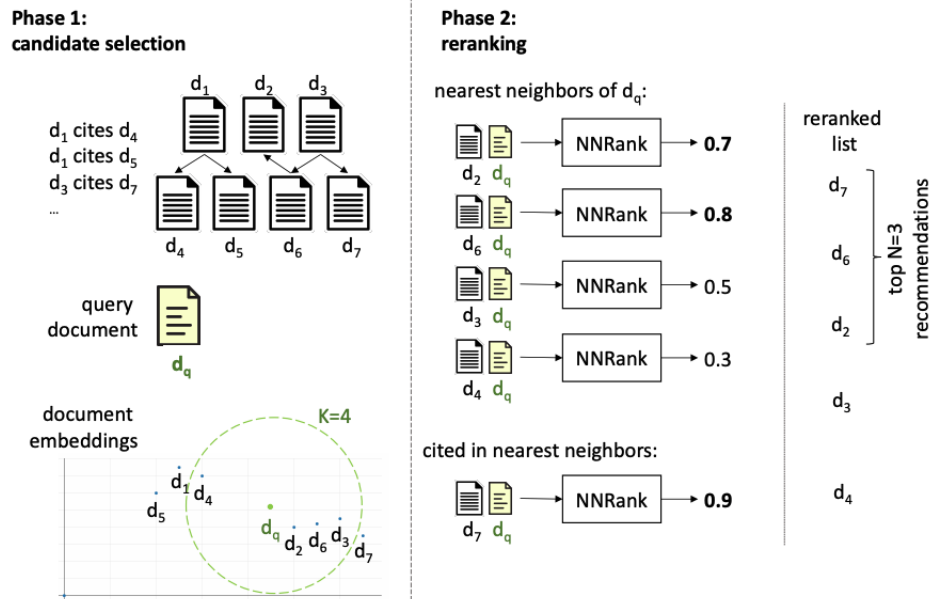 Phase 1:
candidate selection
d1 d2 d3
d1 cites d4
d1 cites d5
d3 cites d7
...
d4 d5 d6 d7
query
document
dq
document
embeddings
K=4
d1
d4
d5
dq
d2
d6
d3
d7
Phase 2:
reranking
nearest neighbors of dq:
d2 dq NNRank 0.7
d6 dq NNRank 0.8
d3 dq NNRank 0.5
d4 dq NNRank 0.3
cited in nearest neighbors:
d7 dq NNRank 0.9
reranked
list
d7
d6
d2
d3
d4
top N=3
recommendations